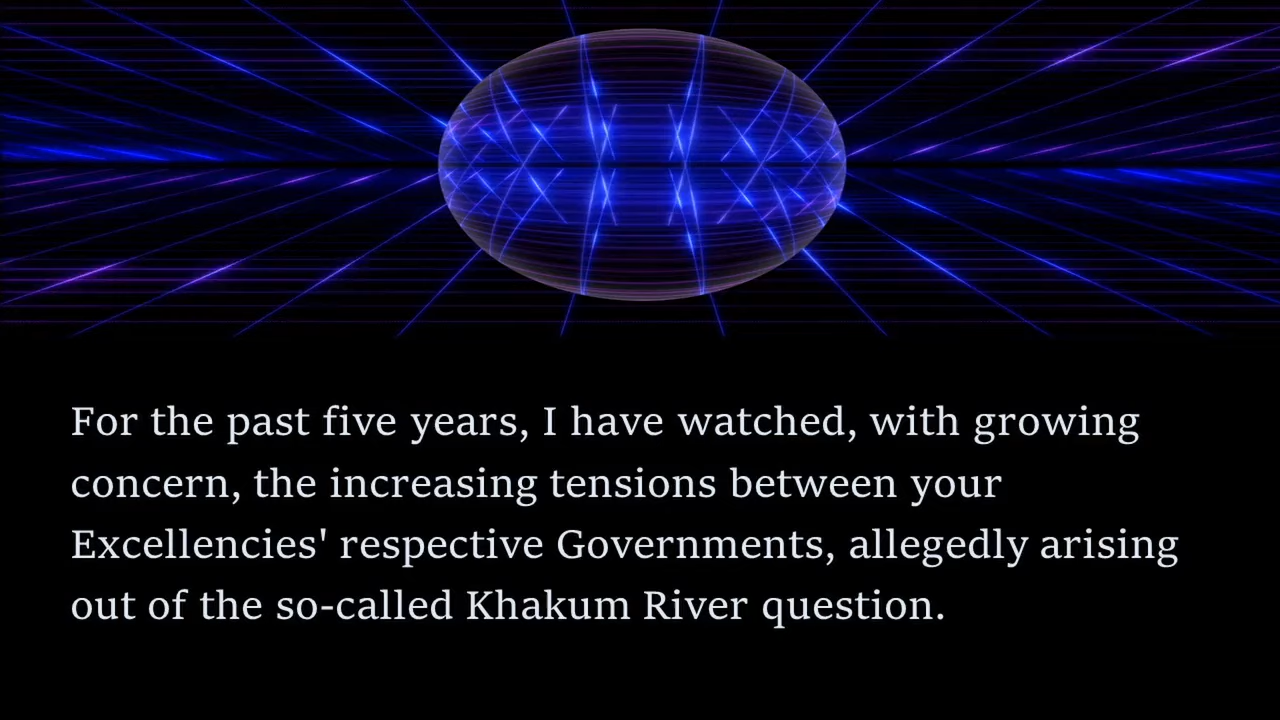 For the past five years, I have watched, with growing
concern, the increasing tensions between your
Excellencies' respective Governments, allegedly arising
out of the so-called Khakum River question.